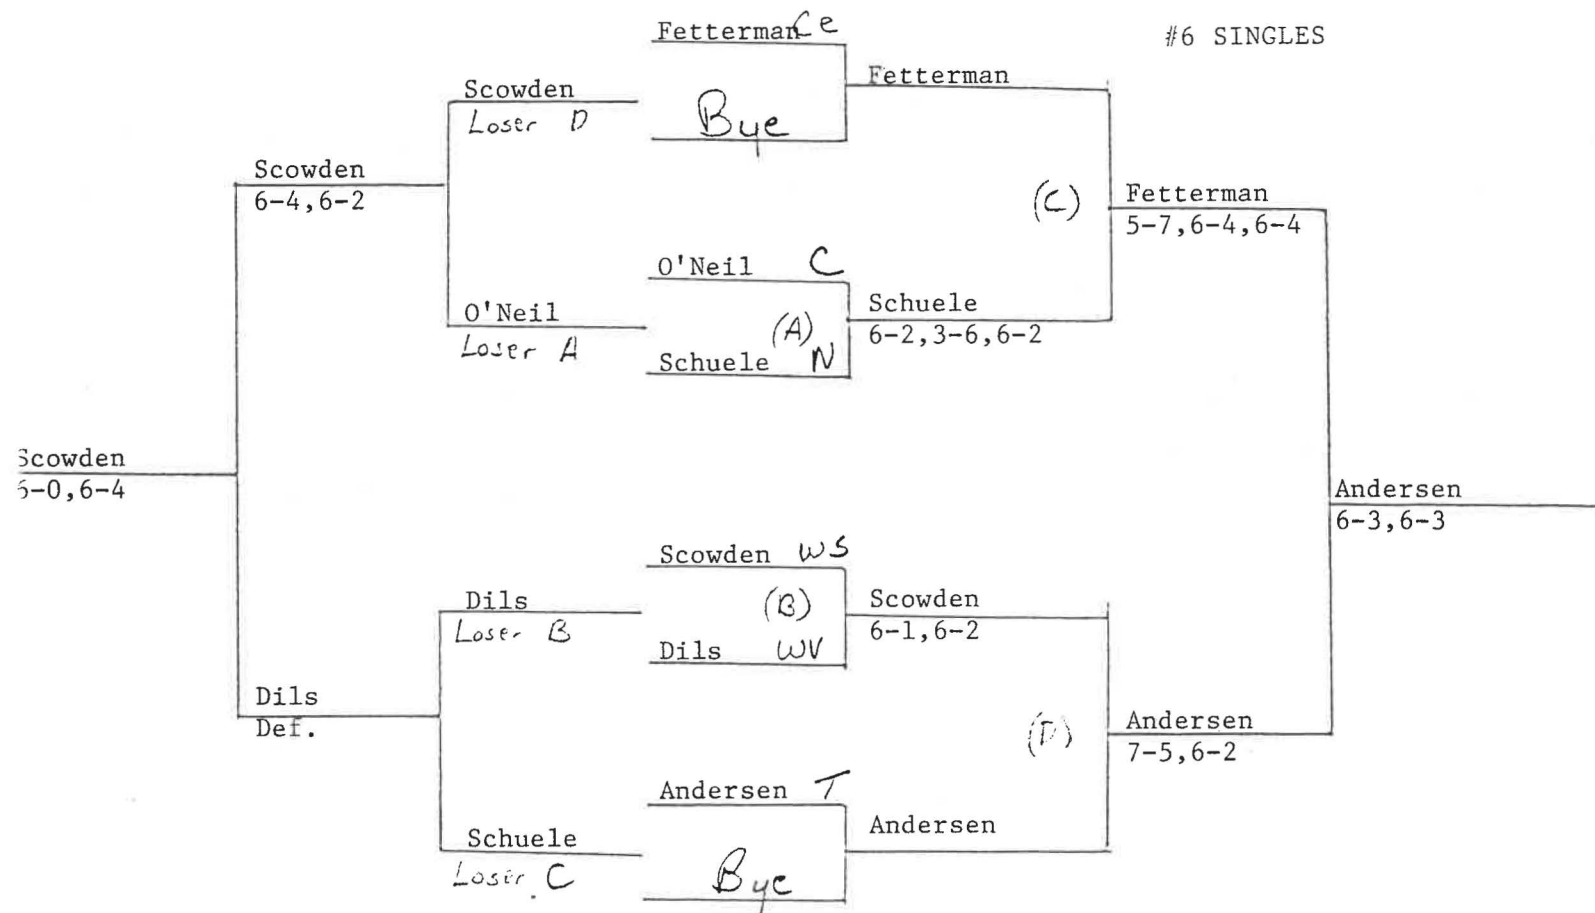 #6 SINGLES
Fetterman Ce
Fetterman
Bye
Scowden
Loser D
Scowden
6-4,6-2
(C)
Fetterman
5-7,6-4,6-4
O'Neil C
Schuele
6-2,3-6,6-2
(A)
O'Neil
Loser A
Schuele N
Scowden
6-0,6-4
Andersen
6-3,6-3
Scowden WS
Scowden
6-1,6-2
(B)
Dils
Loser B
Dils WV
Dils
Def.
(D)
Andersen
7-5,6-2
Andersen T
Andersen
Schuele
Loser C
Bye